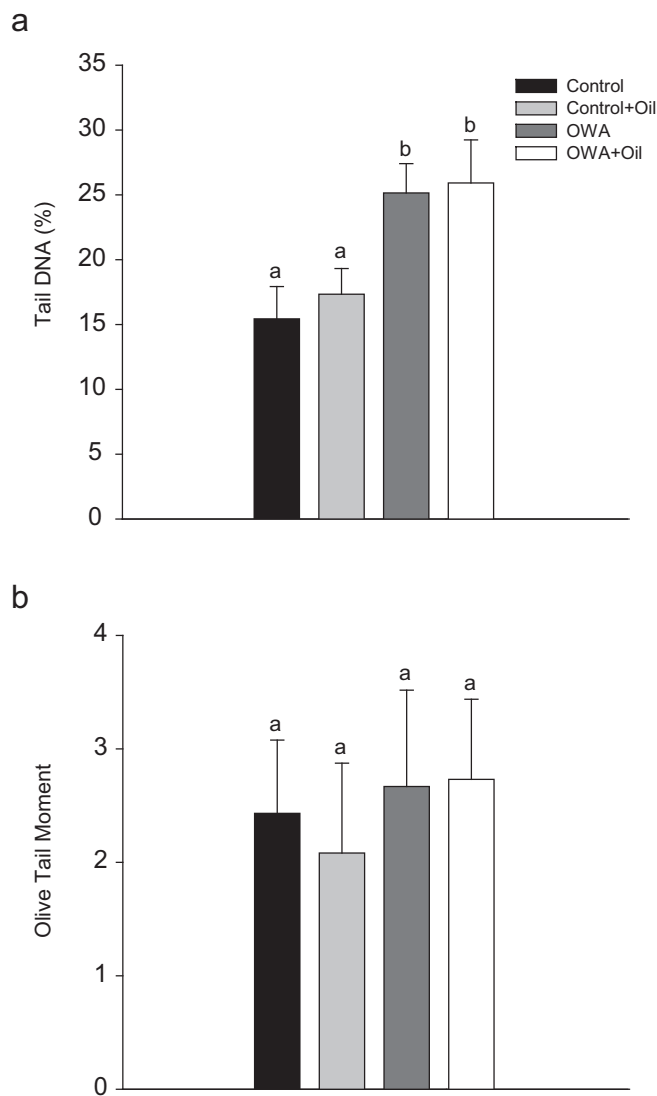 a
35
30
25
20
15
10
5
0
Tail DNA (%)
a
a
b
b
Control
Control+Oil
OWA
OWA+Oil
b
4
3
2
1
0
Olive Tail Moment
a
a
a
a